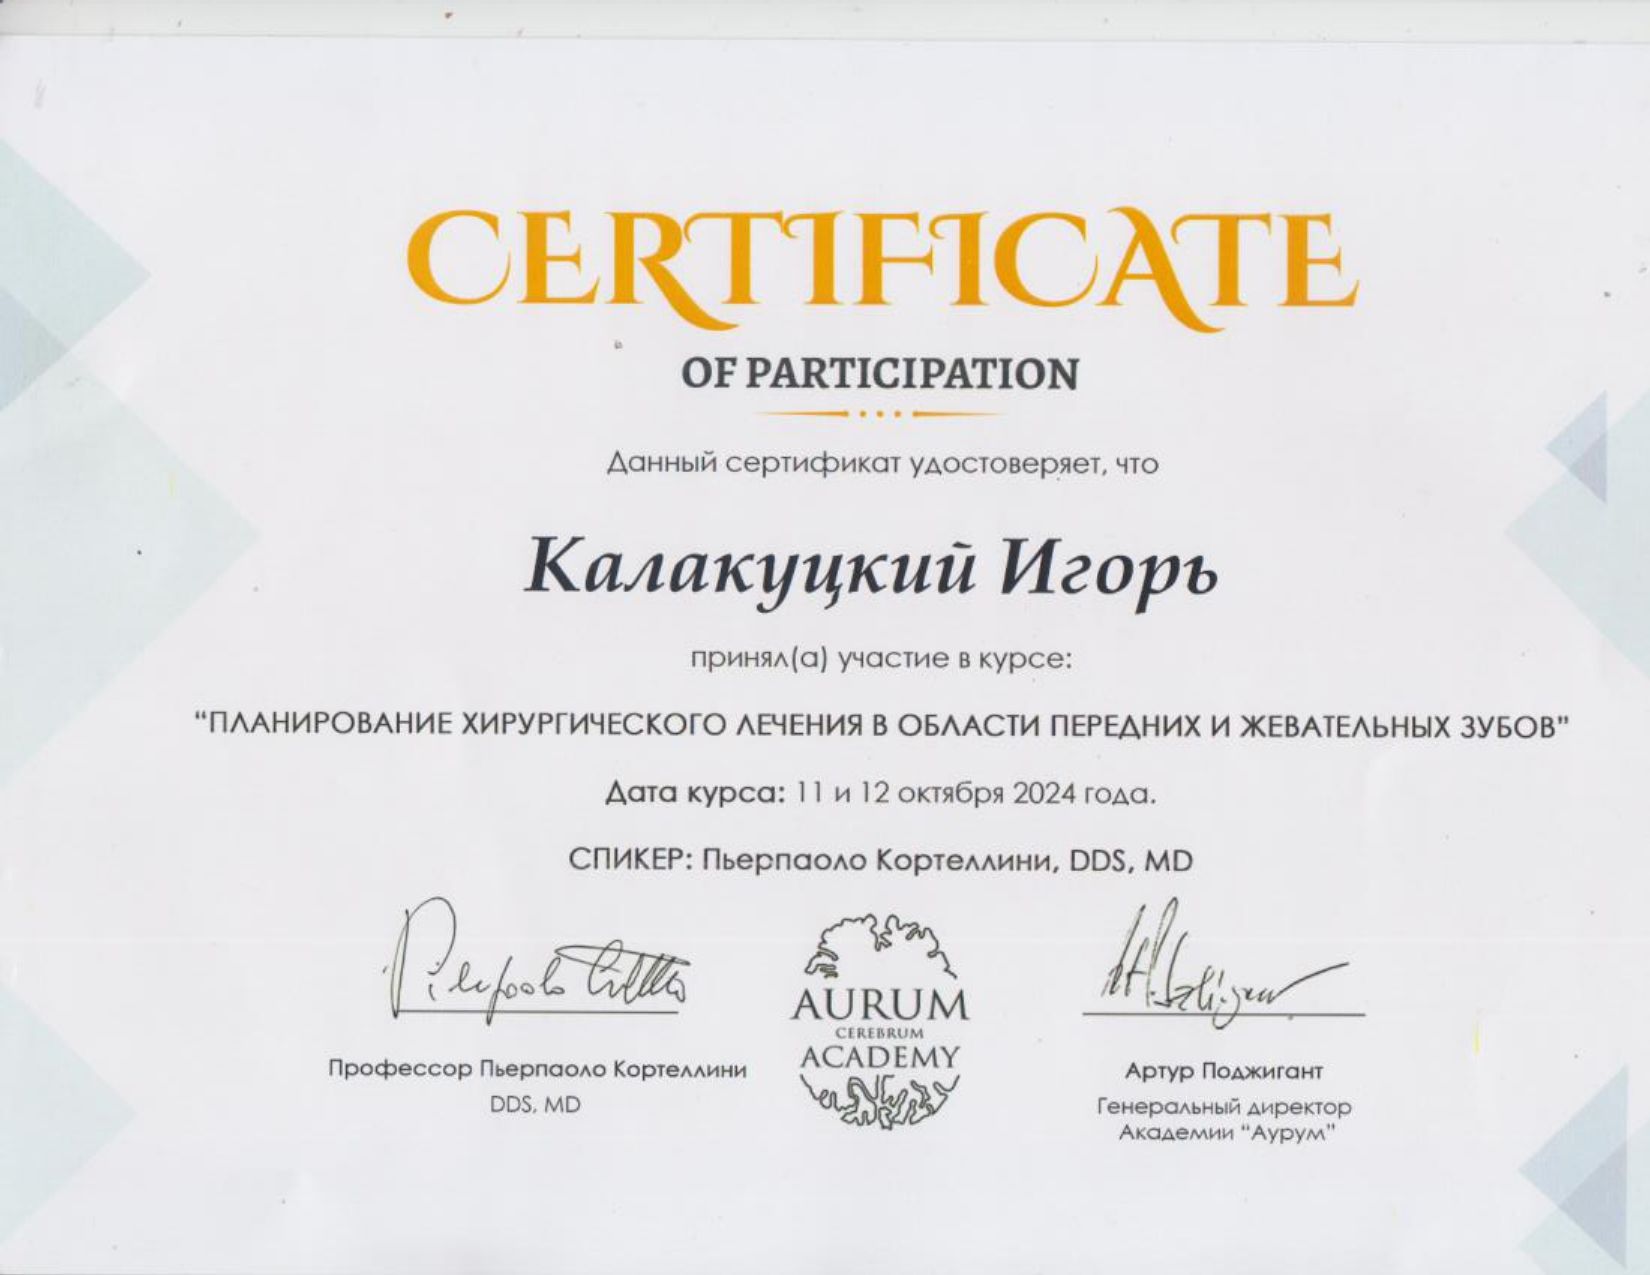 CERTIFICATE
OF PARTICIPATION
Данный сертификат удостоверяет, что
Калакуцкий Игорь
принял(а) участие в курсе:
“ПЛАНИРОВАНИЕ ХИРУРГИЧЕСКОГО ЛЕЧЕНИЯ В ОБЛАСТИ ПЕРЕДНИХ И ЖЕВАТЕЛЬНЫХ ЗУБОВ”
Дата курса: 11 и 12 октября 2024 года.
СПИКЕР: Пьерпаоло Кортеллини, DDS, MD
Профессор Пьерпаоло Кортеллини
DDS, MD
AURUM
CEREBRUM
ACADEMY
Артур Поджигант
Генеральный директор
Академии “Аурум”